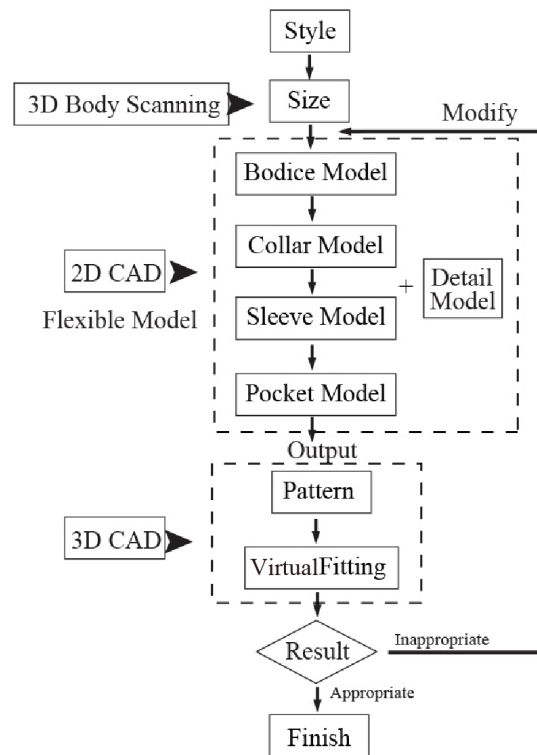 Style
3D Body Scanning
Size
Modify
Bodice Model
Collar Model
2D CAD
Flexible Model
+
Detail
Model
Sleeve Model
Pocket Model
Output
Pattern
3D CAD
VirtualFitting
Result
Inappropriate
Appropriate
Finish